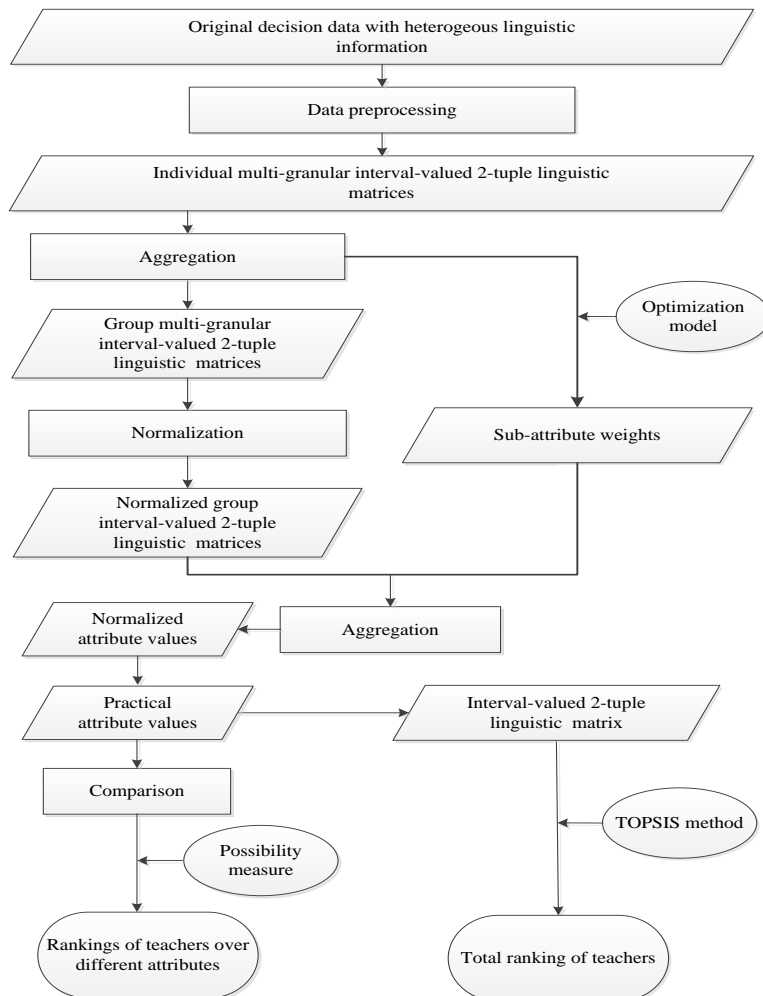 Original decision data with heterogeous linguistic
information
Data preprocessing
Individual multi-granular interval-valued 2-tuple linguistic
matrices
Aggregation
Optimization
model
Group multi-granular
interval-valued 2-tuple
linguistic matrices
Normalization
Sub-attribute weights
Normalized group
interval-valued 2-tuple
linguistic matrices
Normalized
attribute values
Aggregation
Practical
attribute values
Interval-valued 2-tuple
linguistic matrix
Comparison
TOPSIS method
Possibility
measure
Rankings of teachers over
different attributes
Total ranking of teachers